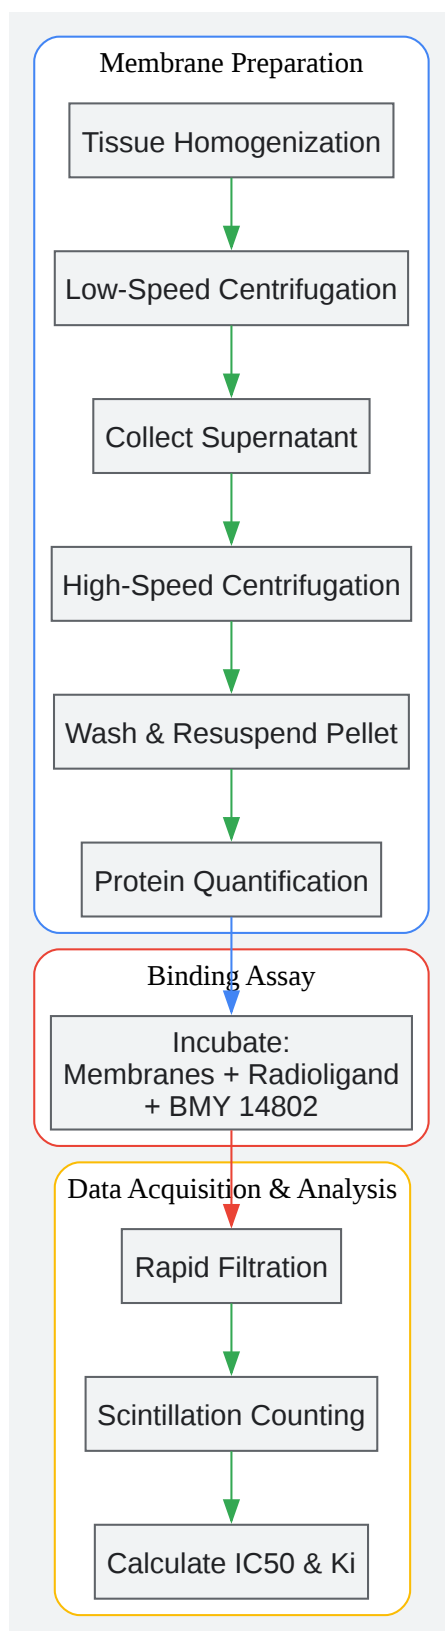 Membrane Preparation
Tissue Homogenization
Low-Speed Centrifugation
Collect Supernatant
High-Speed Centrifugation
Wash & Resuspend Pellet
Protein Quantification
Binding Assay
Incubate:
Membranes + Radioligand
+ BMY 14802
Data Acquisition & Analysis
Rapid Filtration
Scintillation Counting
Calculate IC50 & Ki